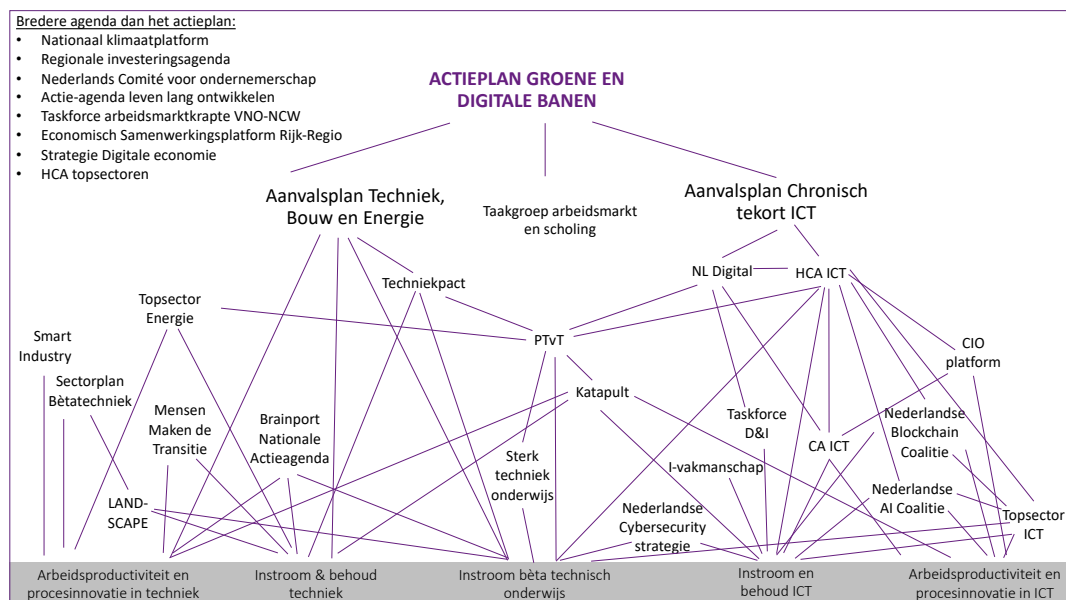 Bredere agenda dan het actieplan:
• Nationaal klimaatplatform
• Regionale investeringsagenda
• Nederlands Comité voor ondernemerschap
• Actie-agenda leven lang ontwikkelen
• Taskforce arbeidsmarktkrapte VNO-NCW
• Economisch Samenwerkingsplatform Rijk-Regio
• Strategie Digitale economie
• HCA topsectoren
ACTIEPLAN GROENE EN
DIGITALE BANEN
Aanvalsplan Techniek,
Bouw en Energie
Taakgroep arbeidsmarkt
en scholing
Aanvalsplan Chronisch
tekort ICT
Techniekpact
NL Digital
HCA ICT
Topsector
Energie
Smart
Industry
PTvT
CIO
platform
Sectorplan
Bètatechniek
Katapult
Mensen
Maken de
Transitie
Brainport
Nationale
Actieagenda
Taskforce
D&I
CA ICT
Nederlandse
Blockchain
Coalitie
Sterk
techniek
onderwijs
I-vakmanschap
LAND-
SCAPE
Nederlandse
Cybersecurity
strategie
Nederlandse
AI Coalitie
Topsector
ICT
Arbeidsproductiviteit en
procesinnovatie in techniek
Instroom & behoud
techniek
Instroom bèta technisch
onderwijs
Instroom en
behoud ICT
Arbeidsproductiviteit en
procesinnovatie in ICT